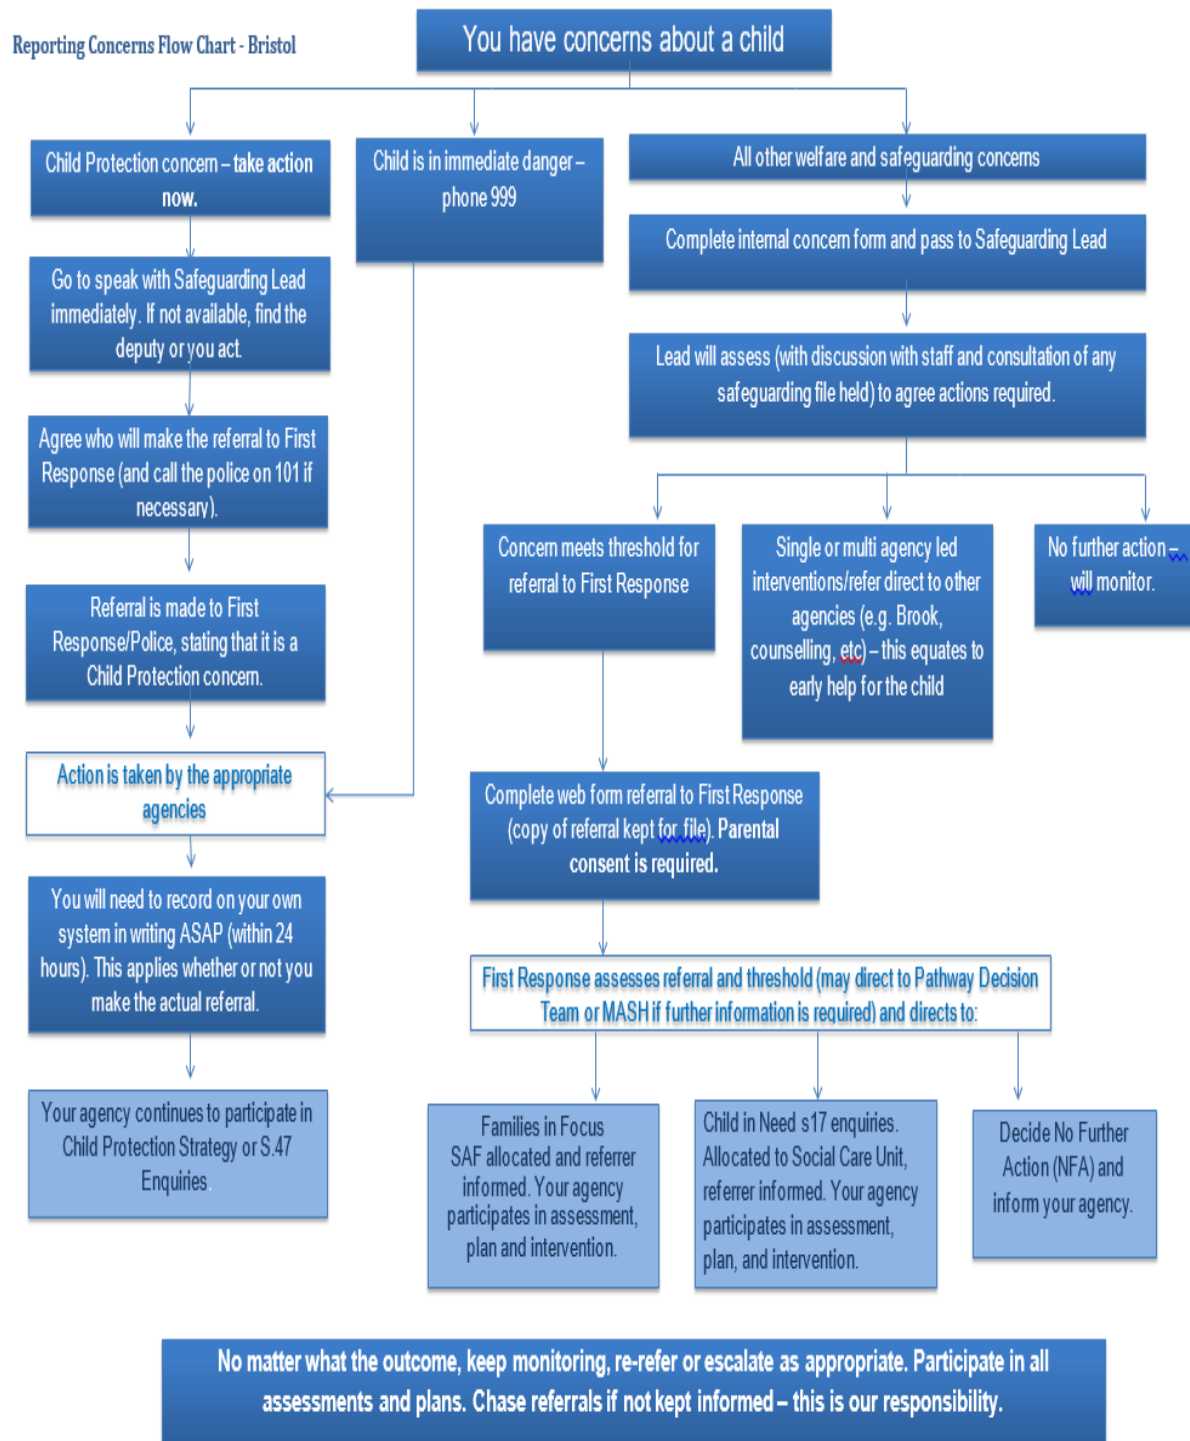 Reporting Concerns Flow Chart - Bristol
You have concerns about a child
Child Protection concern – take action
now.
Child is in immediate danger –
phone 999
All other welfare and safeguarding concerns
Go to speak with Safeguarding Lead
immediately. If not available, find the
deputy or you act.
Complete internal concern form and pass to Safeguarding Lead
Lead will assess (with discussion with staff and consultation of any
safeguarding file held) to agree actions required.
Agree who will make the referral to First
Response (and call the police on 101 if
necessary).
Concern meets threshold for
referral to First Response
Single or multi agency led
interventions/refer direct to other
agencies (e.g. Brook,
counselling, etc) – this equates to
early help for the child
No further action –
will monitor.
Referral is made to First
Response/Police, stating that it is a
Child Protection concern.
Action is taken by the appropriate
agencies
Complete web form referral to First Response
(copy of referral kept for file). Parental
consent is required.
You will need to record on your own
system in writing ASAP (within 24
hours). This applies whether or not you
make the actual referral.
First Response assesses referral and threshold (may direct to Pathway Decision
Team or MASH if further information is required) and directs to:
Your agency continues to participate in
Child Protection Strategy or S.47
Enquiries.
Families in Focus
SAF allocated and referrer
informed. Your agency
participates in assessment,
plan and intervention.
Child in Need s17 enquiries.
Allocated to Social Care Unit,
referrer informed. Your agency
participates in assessment,
plan, and intervention.
Decide No Further
Action (NFA) and
inform your agency.
No matter what the outcome, keep monitoring, re-refer or escalate as appropriate. Participate in all
assessments and plans. Chase referrals if not kept informed – this is our responsibility.